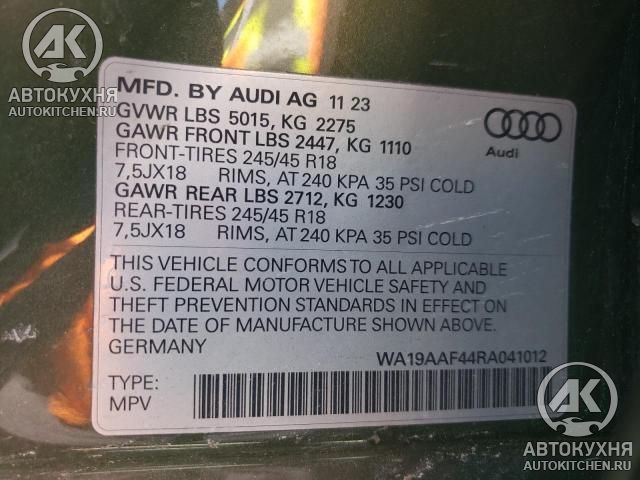 АК
АВТОКУХНЯ
AUTOKITCHEN.RU
MFD. BY AUDI AG 11 23
GVWR LBS 5015, KG 2275
GAWR FRONT LBS 2447, KG 1110
FRONT-TIRES 245/45 R18
7,5JX18 RIMS, AT 240 KPA 35 PSI COLD
GAWR REAR LBS 2712, KG 1230
REAR-TIRES 245/45 R18
7,5JX18 RIMS, AT 240 KPA 35 PSI COLD
Audi
THIS VEHICLE CONFORMS TO ALL APPLICABLE
U.S. FEDERAL MOTOR VEHICLE SAFETY AND
THEFT PREVENTION STANDARDS IN EFFECT ON
THE DATE OF MANUFACTURE SHOWN ABOVE.
GERMANY WA19AAF44RA041012
TYPE:
MPV
АК
АВТОКУХНЯ
AUTOKITCHEN.RU